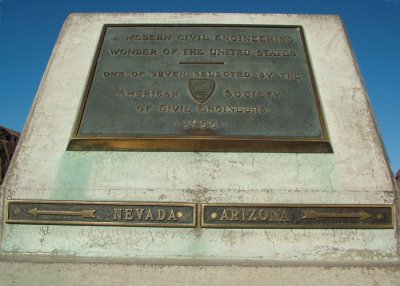 A MODERN CIVIL ENGINEERING
WONDER OF THE UNITED STATES
ONE OF SEVEN SELECTED BY THE
AMERICAN SOCIETY
OF CIVIL ENGINEERS
· 1955 ·
NEVADA · ARIZONA